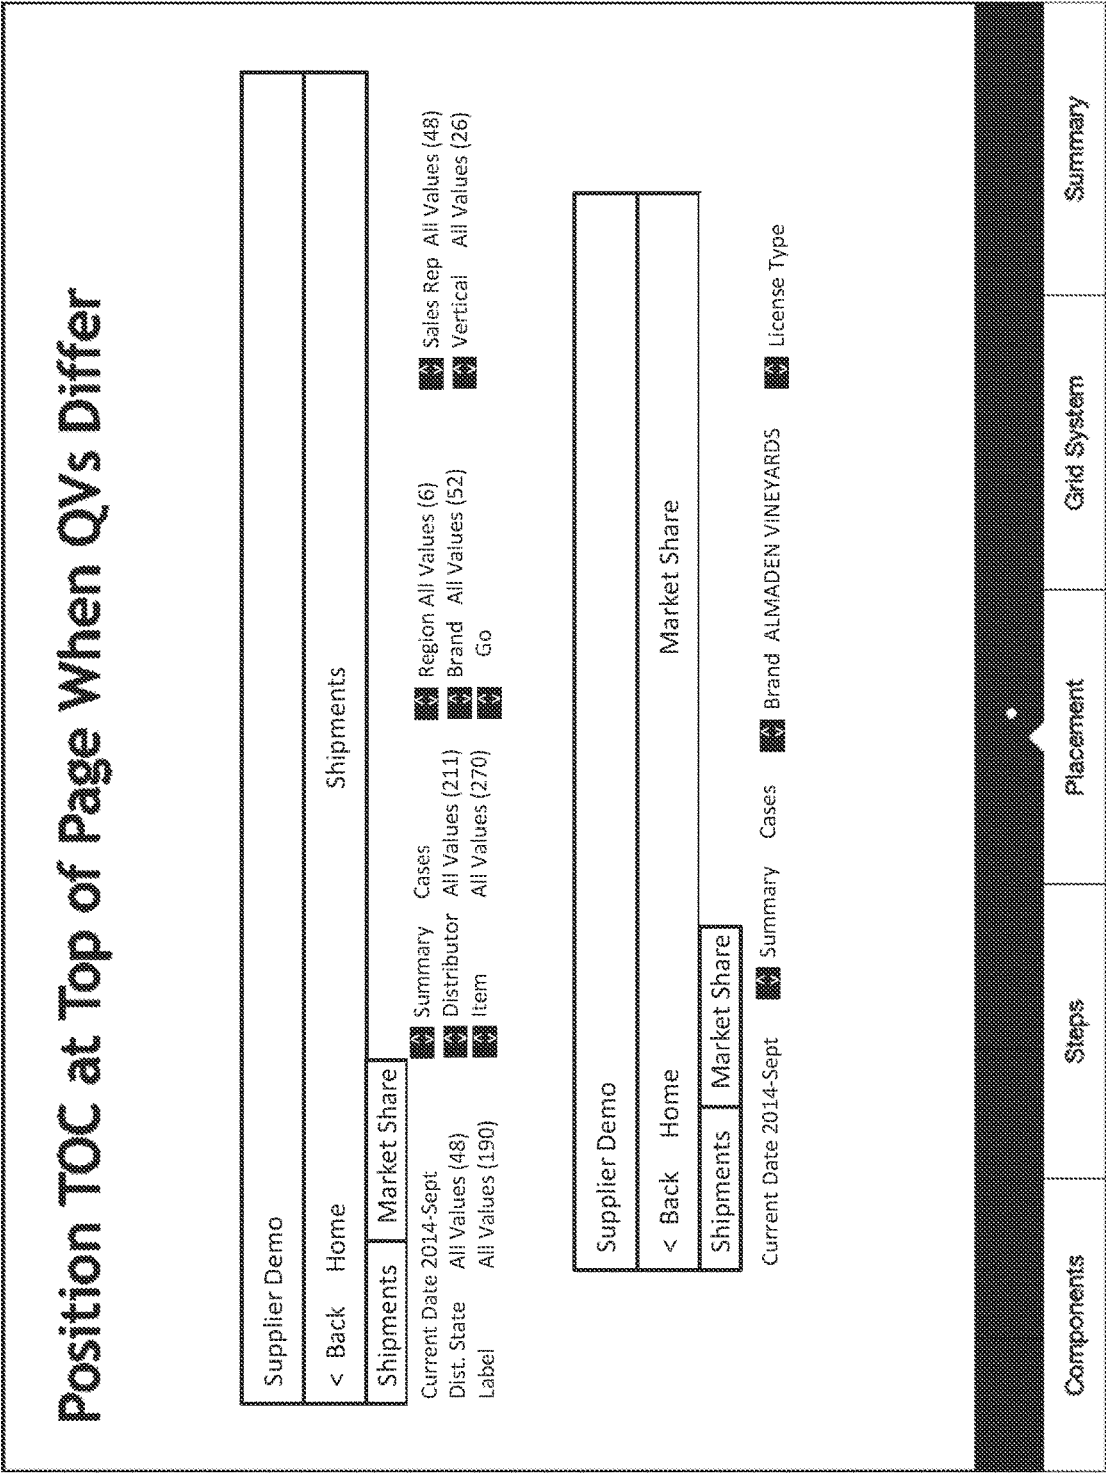 Position TOC at Top of Page When QVs Differ
Supplier Demo
< Back Home Shipments
Shipments Market Share
Current Date 2014-Sept Summary Cases Region All Values (6) Sales Rep All Values (48)
Dist. State All Values (48) Distributor All Values (211) Brand All Values (52) Vertical All Values (26)
Label All Values (190) Item All Values (270) Go
Supplier Demo
< Back Home Market Share
Shipments Market Share
Current Date 2014-Sept Summary Cases Brand ALMADEN VINEYARDS License Type
Components Steps Placement Grid System Summary